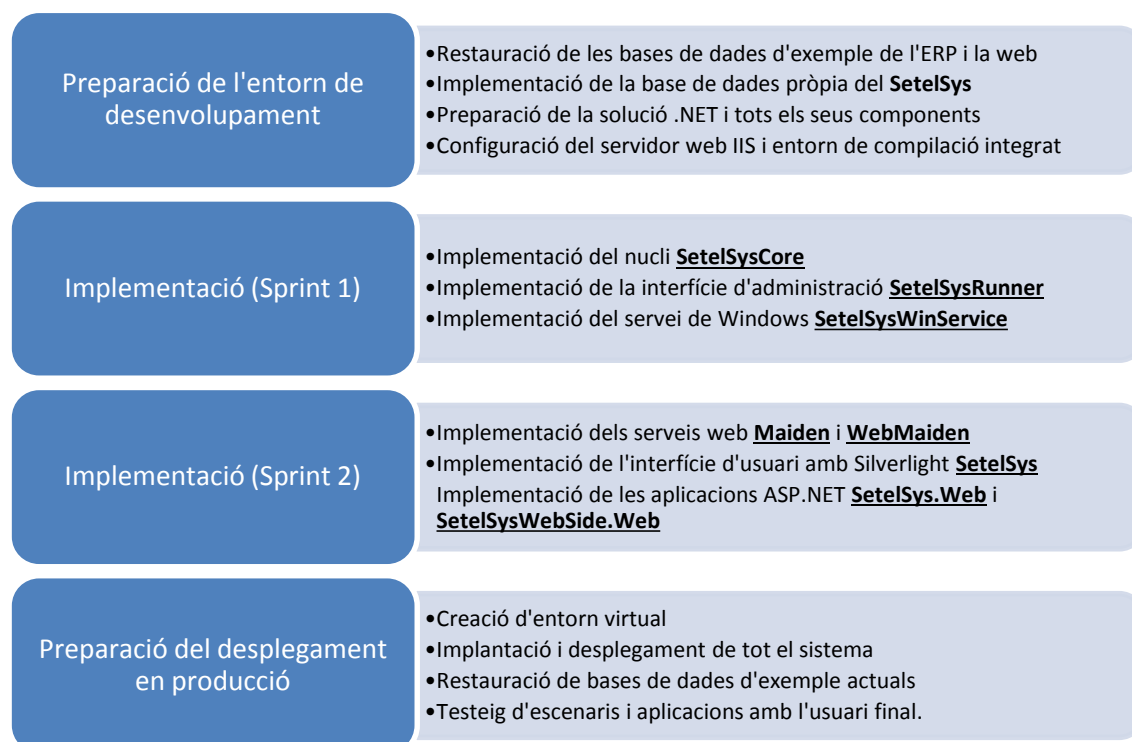 Preparació de l'entorn de
desenvolupament
•Restauració de les bases de dades d'exemple de l'ERP i la web
•Implementació de la base de dades pròpia del SetelSys
•Preparació de la solució .NET i tots els seus components
•Configuració del servidor web IIS i entorn de compilació integrat
Implementació (Sprint 1)
•Implementació del nucli SetelSysCore
•Implementació de la interfície d'administració SetelSysRunner
•Implementació del servei de Windows SetelSysWinService
Implementació (Sprint 2)
•Implementació dels serveis web Maiden i WebMaiden
•Implementació de l'interfície d'usuari amb Silverlight SetelSys
Implementació de les aplicacions ASP.NET SetelSys.Web i
SetelSysWebSide.Web
Preparació del desplegament
en producció
•Creació d'entorn virtual
•Implantació i desplegament de tot el sistema
•Restauració de bases de dades d'exemple actuals
•Testeig d'escenaris i aplicacions amb l'usuari final.